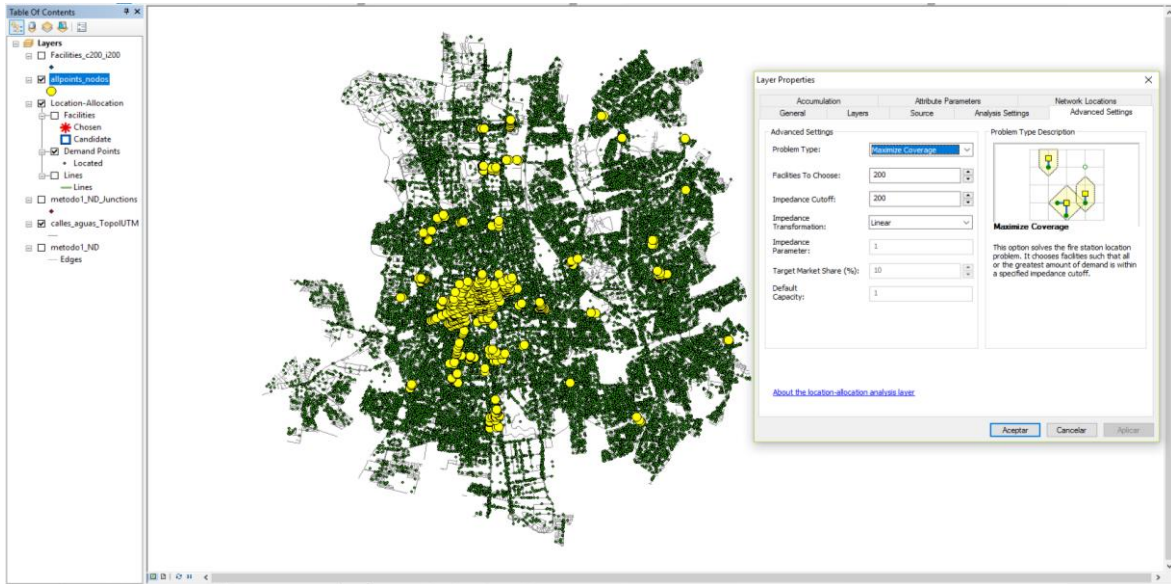 Table Of Contents
Layers
Facilities_c200_i200
allpoints_nodos
Location-Allocation
Facilities
Chosen
Candidate
Demand Points
Located
Lines
Lines
metodo1_ND_Junctions
calles_aguas_TopolUTM
metodo1_ND
Edges
Layer Properties
Accumulation
Attribute Parameters
Network Locations
General
Layers
Source
Analysis Settings
Advanced Settings
Advanced Settings
Problem Type:
Maximize Coverage
Facilities To Choose:
200
Impedance Cutoff:
200
Impedance
Transformation:
Linear
Impedance
Parameter:
1
Target Market Share (%):
10
Default
Capacity:
1
Problem Type Description
Maximize Coverage
This option solves the fire station location
problem. It chooses facilities such that all
or the greatest amount of demand is within
a specified impedance cutoff.
About the location-allocation analysis layer
Aceptar
Cancelar
Aplicar